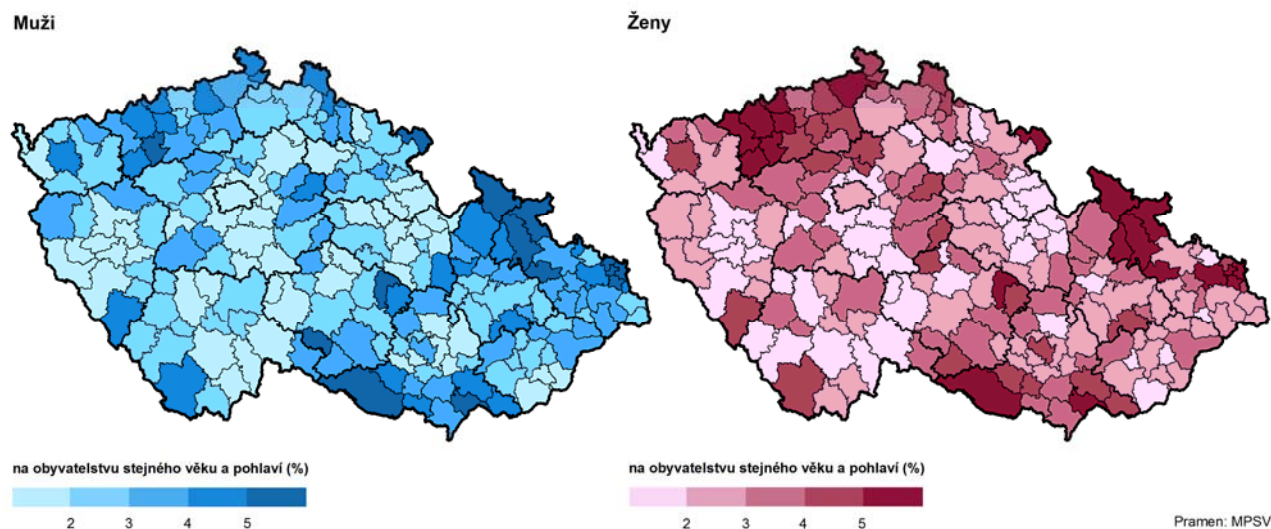 Muži
Ženy
na obyvatelstvu stejného věku a pohlaví (%)
2 3 4 5
na obyvatelstvu stejného věku a pohlaví (%)
2 3 4 5
Pramen: MPSV